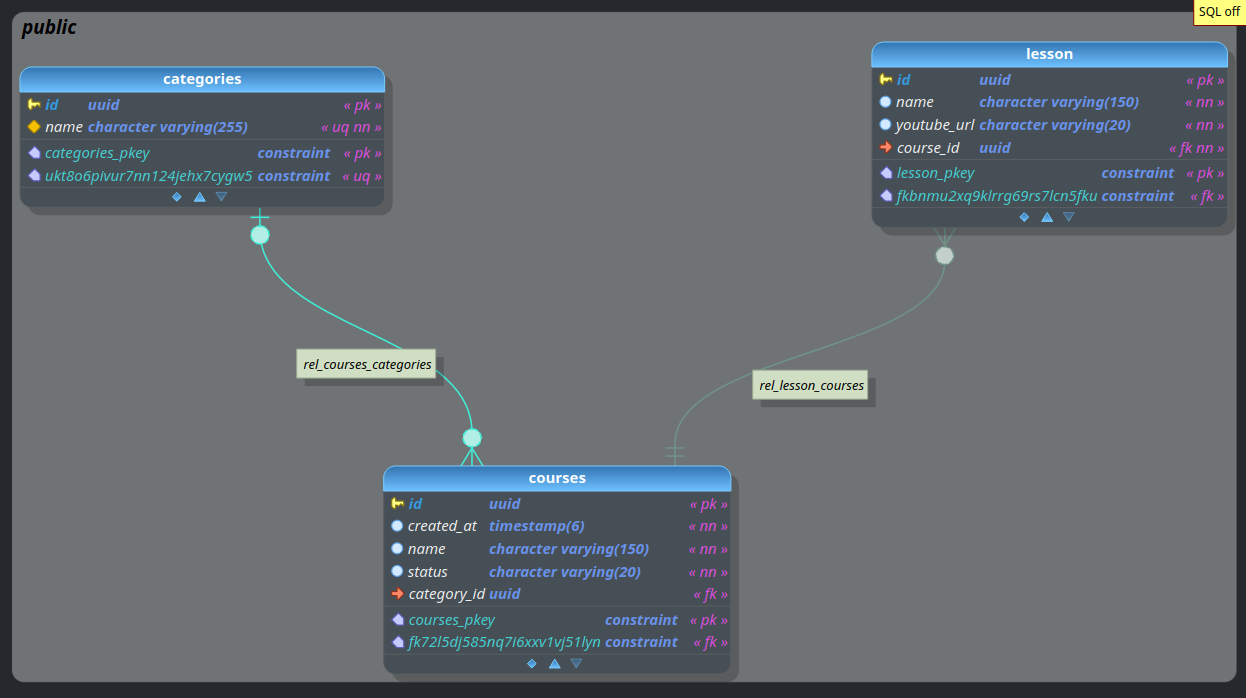 SQL off
public
categories
id uuid « pk »
name character varying(255) « uq nn »
categories_pkey constraint « pk »
ukt8o6pivur7nn124jehx7cygw5 constraint « uq »
lesson
id uuid « pk »
name character varying(150) « nn »
youtube_url character varying(20) « nn »
course_id uuid « fk nn »
lesson_pkey constraint « pk »
fkbnmu2xq9klrrg69rs7lcn5fku constraint « fk »
rel_courses_categories
rel_lesson_courses
courses
id uuid « pk »
created_at timestamp(6) « nn »
name character varying(150) « nn »
status character varying(20) « nn »
category_id uuid « fk »
courses_pkey constraint « pk »
fk72l5dj585nq7i6xxv1vj51lyn constraint « fk »